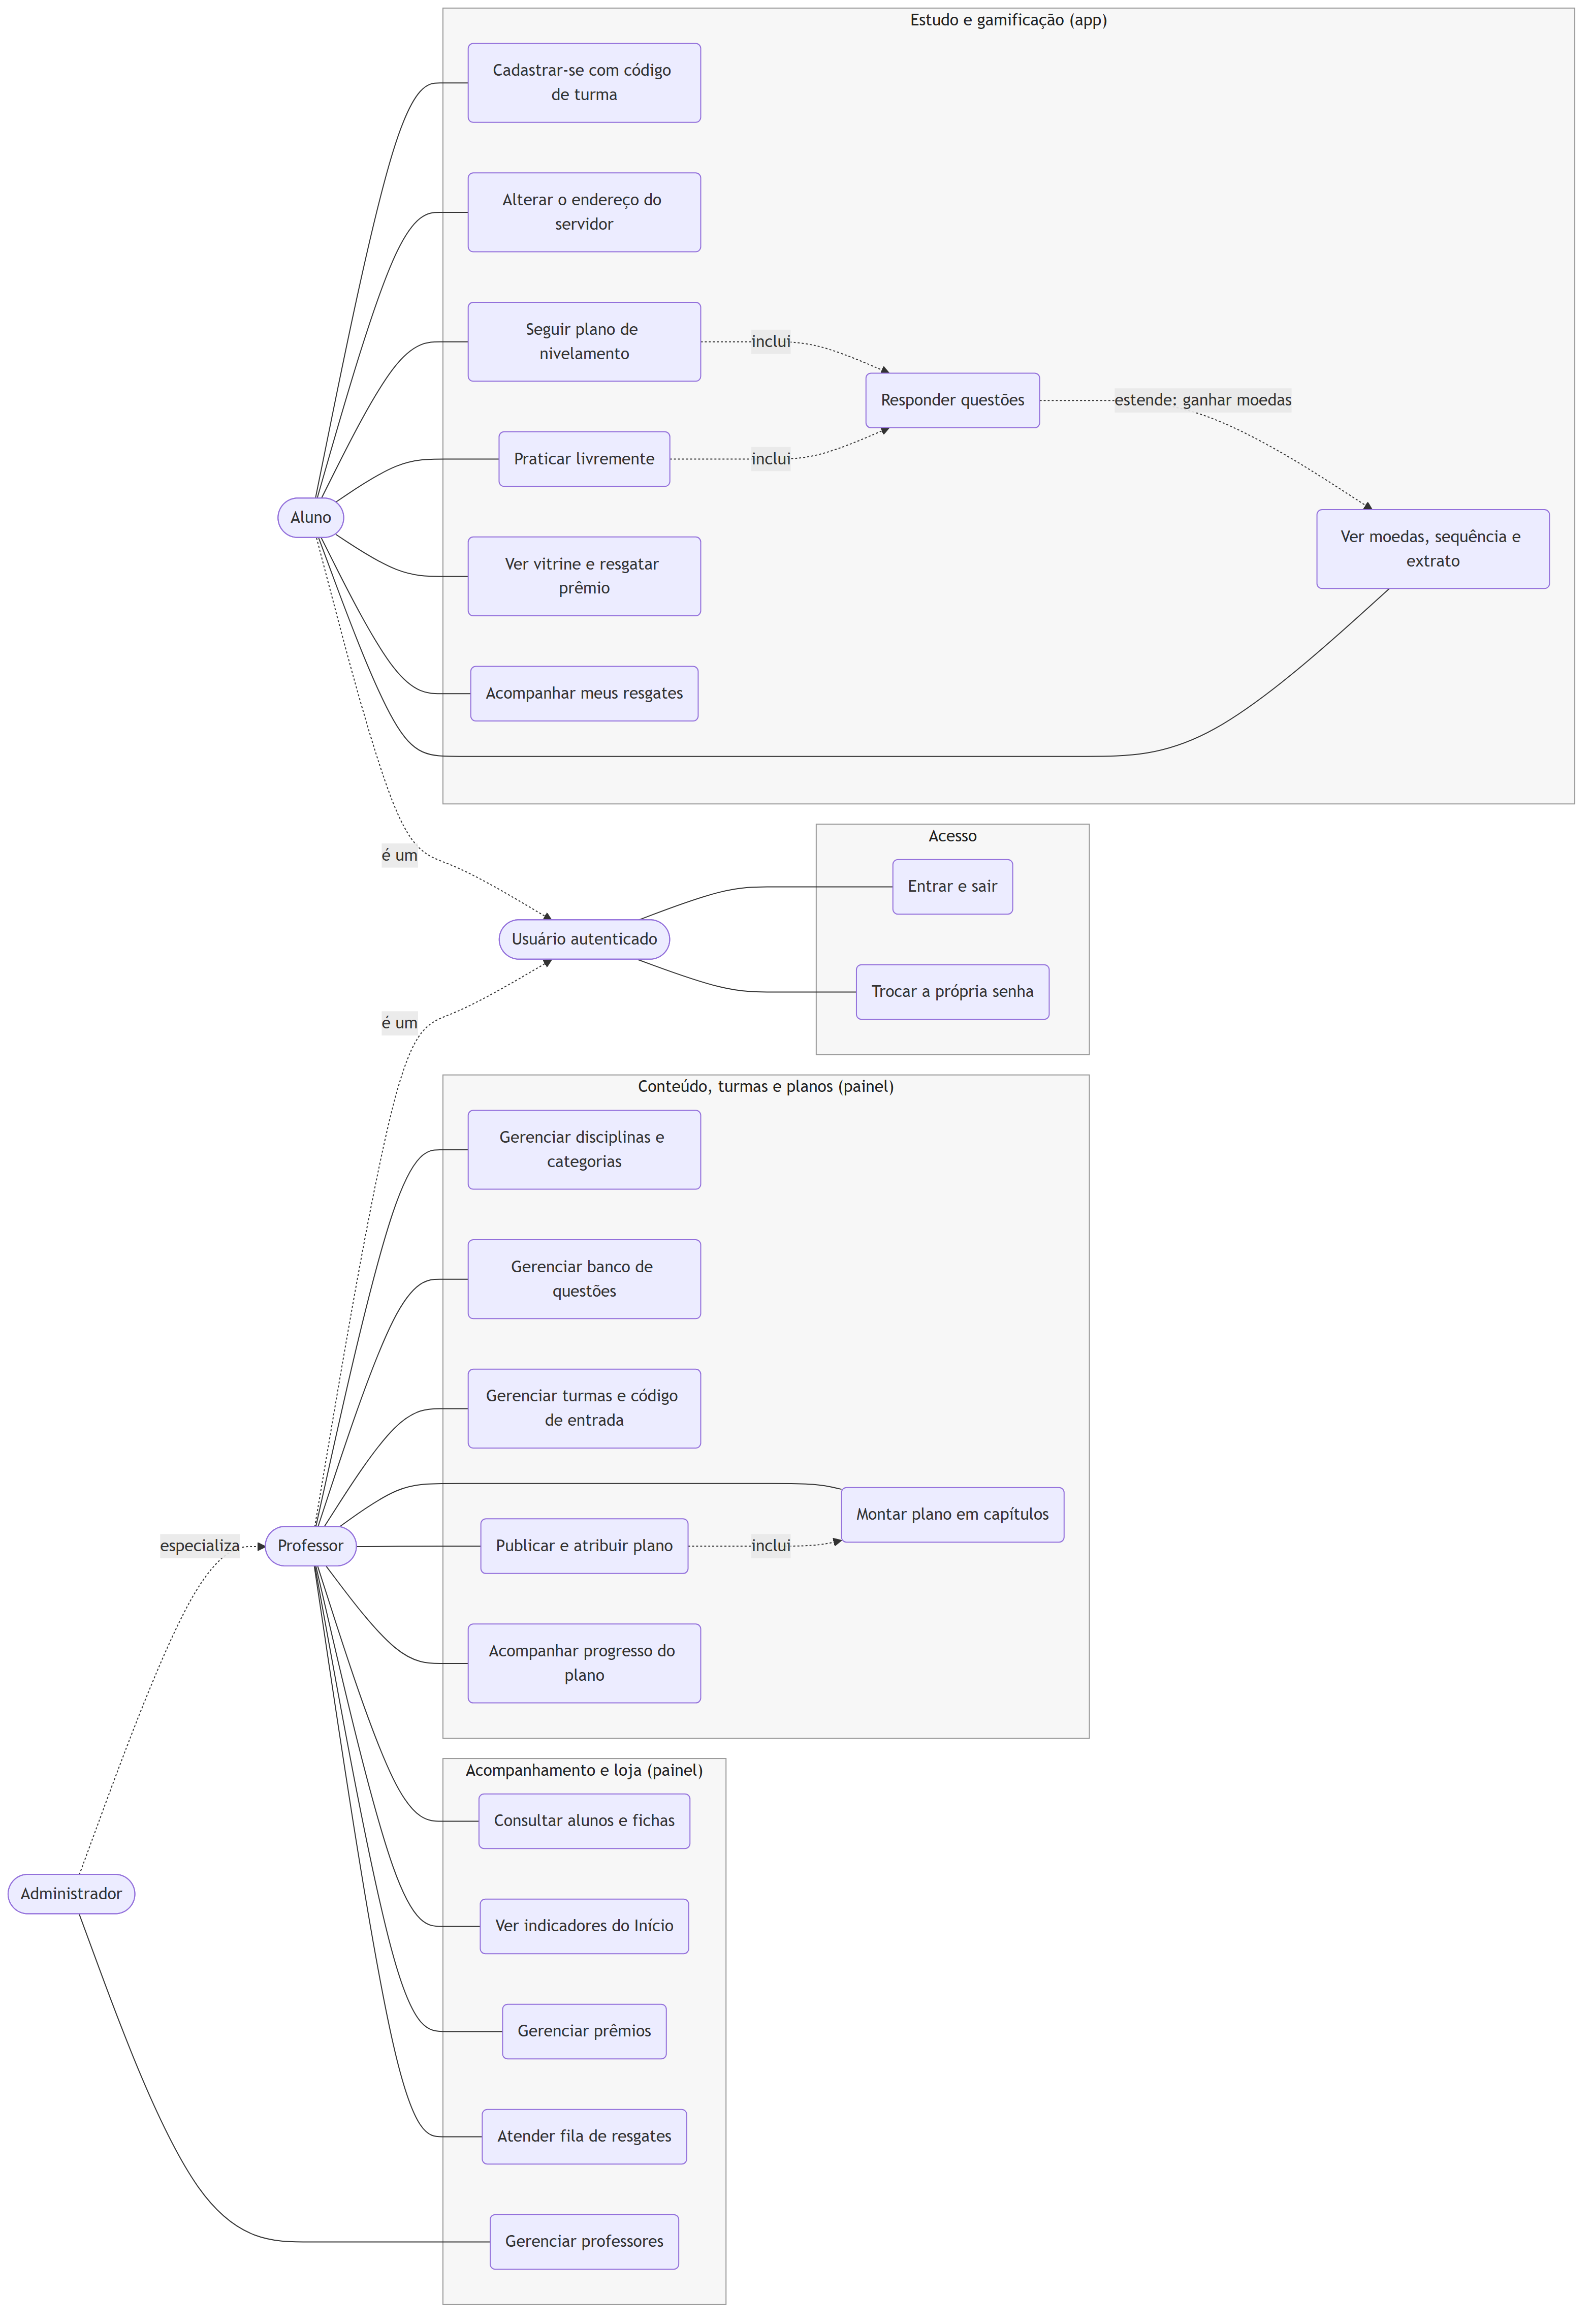 Estudo e gamificação (app)
Cadastrar-se com código
de turma
Alterar o endereço do
servidor
Seguir plano de
nivelamento
inclui
Responder questões
estende: ganhar moedas
Praticar livremente
inclui
Aluno
Ver vitrine e resgatar
prêmio
Ver moedas, sequência e
extrato
Acompanhar meus resgates
Acesso
é um
Entrar e sair
Usuário autenticado
Trocar a própria senha
é um
Conteúdo, turmas e planos (painel)
Gerenciar disciplinas e
categorias
Gerenciar banco de
questões
Gerenciar turmas e código
de entrada
Montar plano em capítulos
especializa
Professor
Publicar e atribuir plano
inclui
Acompanhar progresso do
plano
Acompanhamento e loja (painel)
Consultar alunos e fichas
Administrador
Ver indicadores do Início
Gerenciar prêmios
Atender fila de resgates
Gerenciar professores